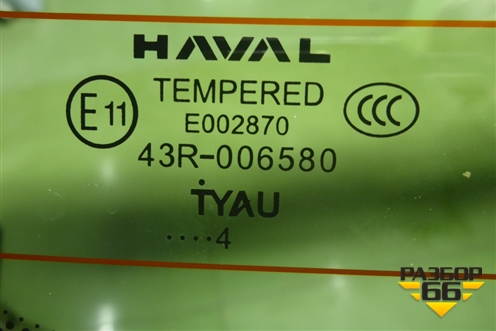 HAVAL
TEMPERED
E11
E002870
CCC
43R-006580
TYAU
....4
РАЗБОР
66